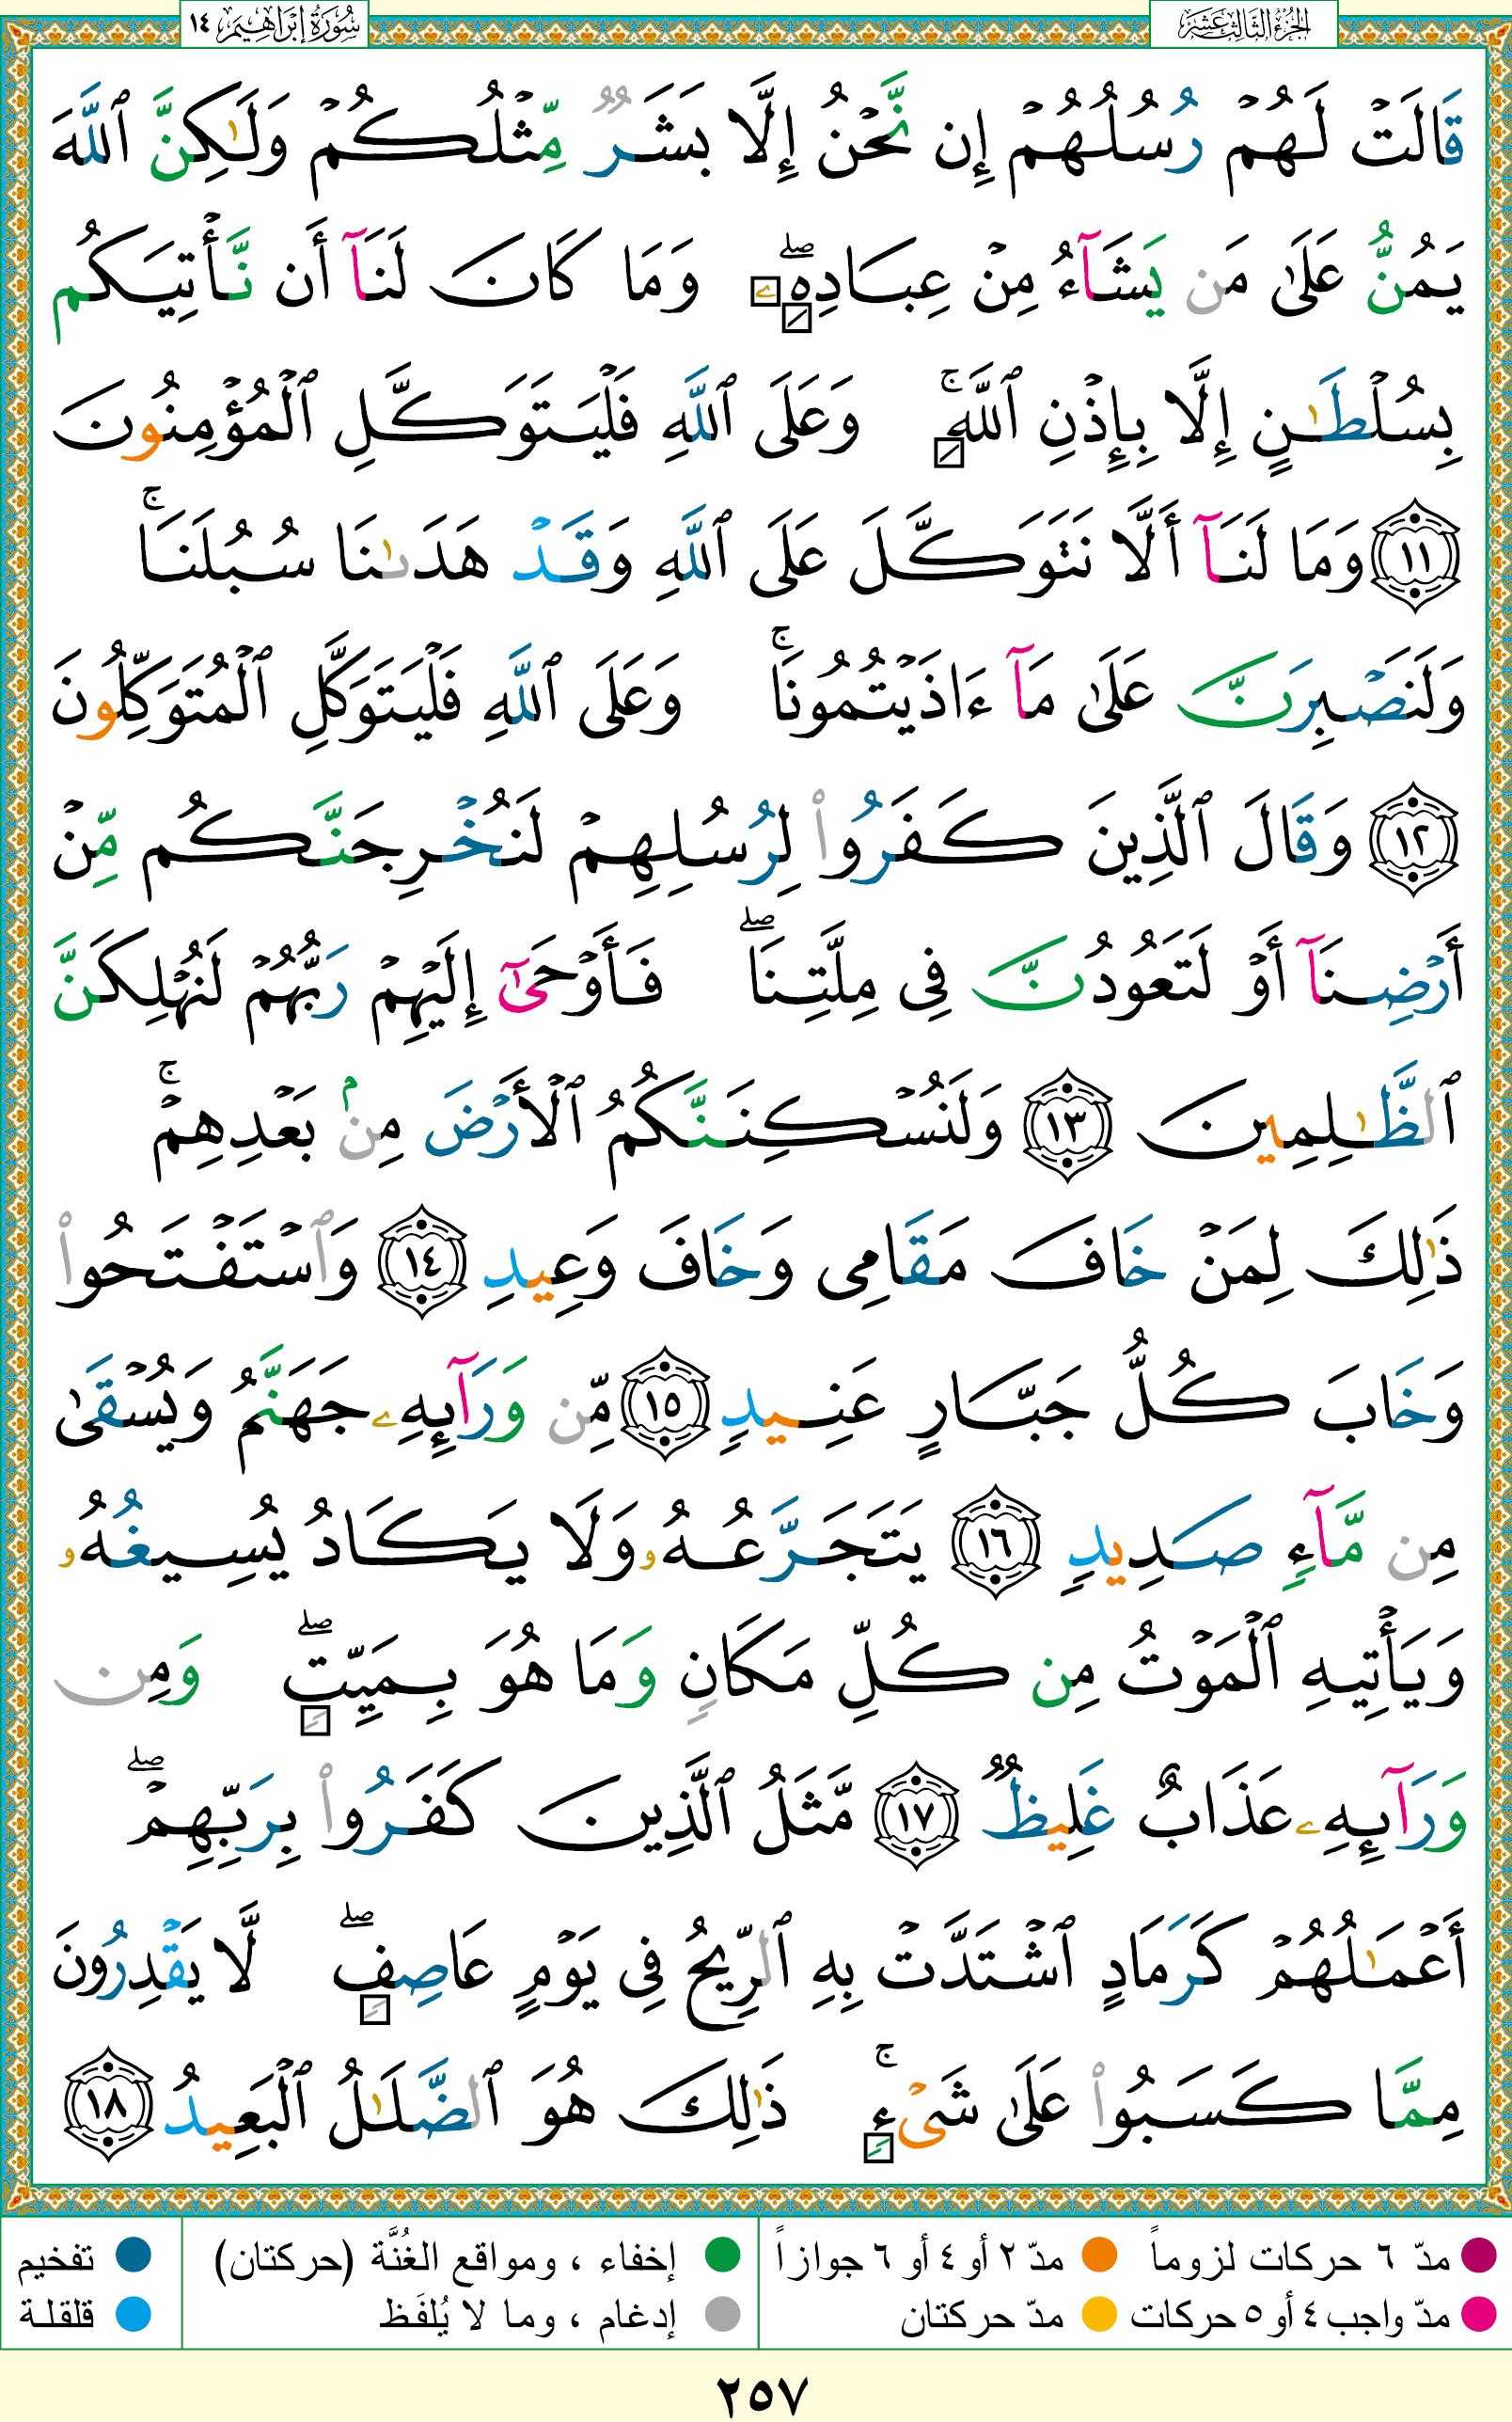 الجزء الثالث عشر
سورة إبراهيم ١٤
قَالَتْ لَهُمْ رُسُلُهُمْ إِن نَّحْنُ إِلَّا بَشَرٌ مِّثْلُكُمْ وَلَٰكِنَّ ٱللَّهَ
يَمُنُّ عَلَىٰ مَن يَشَآءُ مِنْ عِبَادِهِۦۖ وَمَا كَانَ لَنَآ أَن نَّأْتِيَكُم
بِسُلْطَٰنٍ إِلَّا بِإِذْنِ ٱللَّهِۚ وَعَلَى ٱللَّهِ فَلْيَتَوَكَّلِ ٱلْمُؤْمِنُونَ
١١ وَمَا لَنَآ أَلَّا نَتَوَكَّلَ عَلَى ٱللَّهِ وَقَدْ هَدَىٰنَا سُبُلَنَاۚ
وَلَنَصْبِرَنَّ عَلَىٰ مَآ ءَاذَيْتُمُونَاۚ وَعَلَى ٱللَّهِ فَلْيَتَوَكَّلِ ٱلْمُتَوَكِّلُونَ
١٢ وَقَالَ ٱلَّذِينَ كَفَرُوا۟ لِرُسُلِهِمْ لَنُخْرِجَنَّكُم مِّنْ
أَرْضِنَآ أَوْ لَتَعُودُنَّ فِى مِلَّتِنَاۖ فَأَوْحَىٰٓ إِلَيْهِمْ رَبُّهُمْ لَنُهْلِكَنَّ
ٱلظَّٰلِمِينَ ١٣ وَلَنُسْكِنَنَّكُمُ ٱلْأَرْضَ مِنۢ بَعْدِهِمْۚ
ذَٰلِكَ لِمَنْ خَافَ مَقَامِى وَخَافَ وَعِيدِ ١٤ وَٱسْتَفْتَحُوا۟
وَخَابَ كُلُّ جَبَّارٍ عَنِيدٍ ١٥ مِّن وَرَآئِهِۦ جَهَنَّمُ وَيُسْقَىٰ
مِن مَّآءٍ صَدِيدٍ ١٦ يَتَجَرَّعُهُۥ وَلَا يَكَادُ يُسِيغُهُۥ
وَيَأْتِيهِ ٱلْمَوْتُ مِن كُلِّ مَكَانٍ وَمَا هُوَ بِمَيِّتٍۖ وَمِن
وَرَآئِهِۦ عَذَابٌ غَلِيظٌ ١٧ مَّثَلُ ٱلَّذِينَ كَفَرُوا۟ بِرَبِّهِمْۖ
أَعْمَٰلُهُمْ كَرَمَادٍ ٱشْتَدَّتْ بِهِ ٱلرِّيحُ فِى يَوْمٍ عَاصِفٍۖ لَّا يَقْدِرُونَ
مِمَّا كَسَبُوا۟ عَلَىٰ شَىْءٍۚ ذَٰلِكَ هُوَ ٱلضَّلَٰلُ ٱلْبَعِيدُ ١٨
مدّ ٦ حركات لزوماً مدّ ٢ أو ٤ أو ٦ جوازاً إخفاء ، ومواقع الغُنَّة (حركتان) تفخيم
مدّ واجب ٤ أو ٥ حركات مدّ حركتان إدغام ، وما لا يُلفَظ قلقلة
٢٥٧